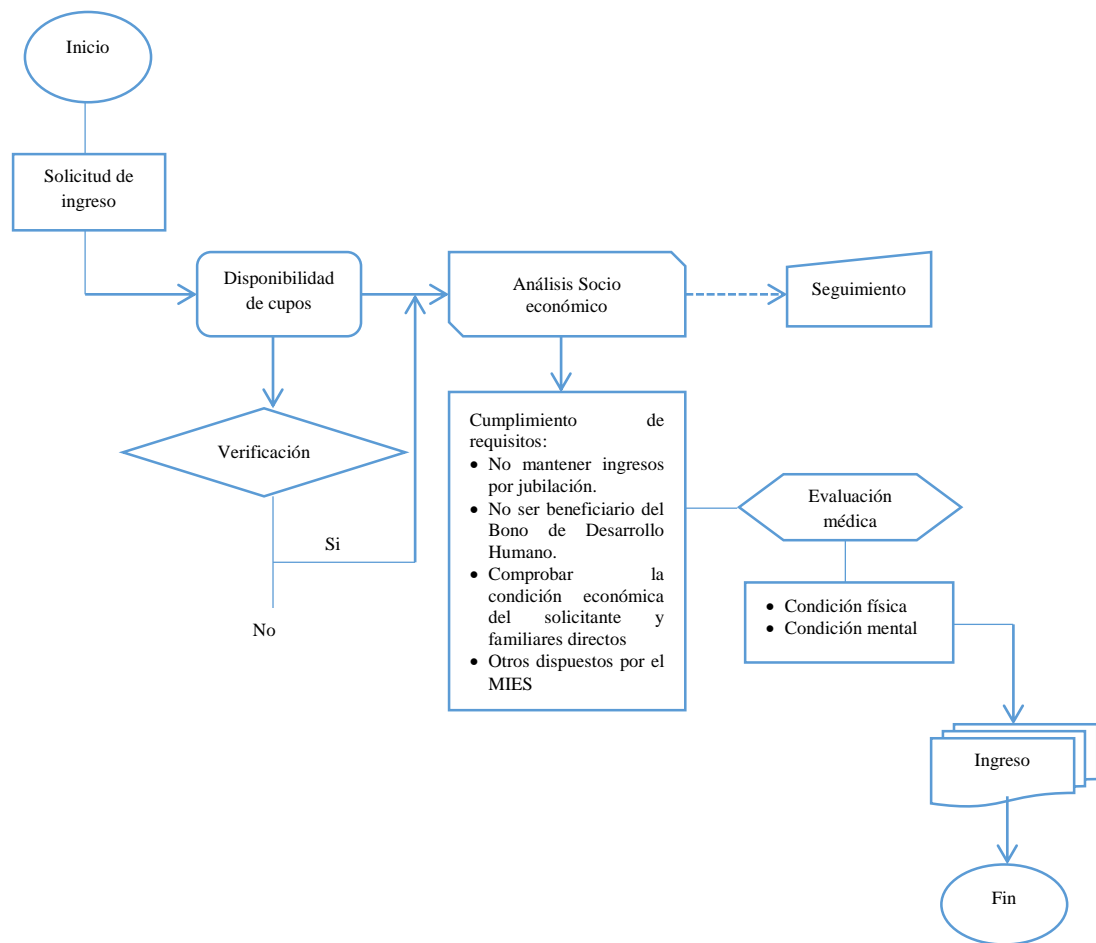 Inicio
Solicitud de
ingreso
Disponibilidad
de cupos
Análisis Socio
económico
Seguimiento
Verificación
Si
No
Cumplimiento de
requisitos:
• No mantener ingresos
por jubilación.
• No ser beneficiario del
Bono de Desarrollo
Humano.
• Comprobar la
condición económica
del solicitante y
familiares directos
• Otros dispuestos por el
MIES
Evaluación
médica
• Condición física
• Condición mental
Ingreso
Fin